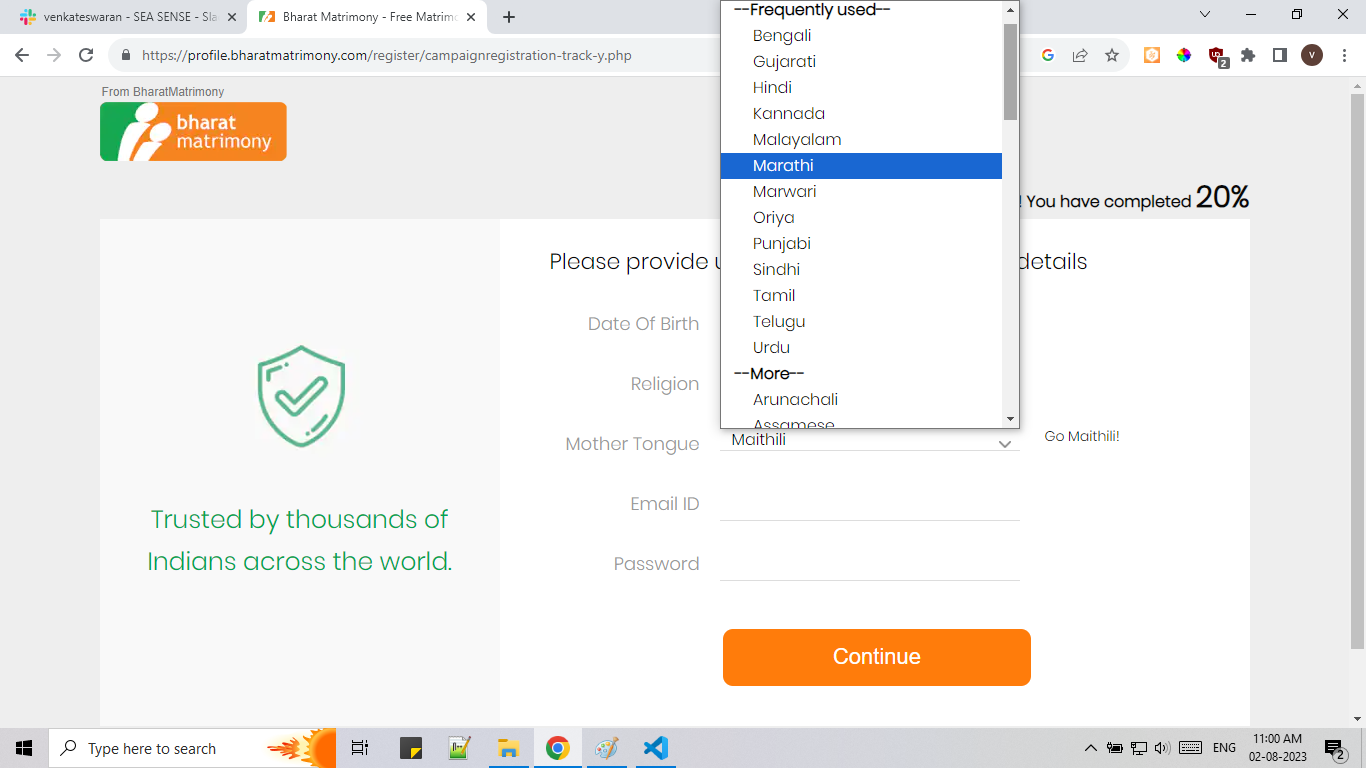 venkateswaran - SEA SENSE - Sla
Bharat Matrimony - Free Matrimo
https://profile.bharatmatrimony.com/register/campaignregistration-track-y.php
2
V
From BharatMatrimony
bharat
matrimony
! You have completed 20%
Please provide u
details
--Frequently used--
Bengali
Gujarati
Hindi
Kannada
Malayalam
Marathi
Marwari
Oriya
Punjabi
Sindhi
Tamil
Telugu
Urdu
--More--
Arunachali
Assamese
Date Of Birth
Religion
Mother Tongue
Maithili
Go Maithili!
Email ID
Password
Continue
Trusted by thousands of
Indians across the world.
Type here to search
ENG
11:00 AM
02-08-2023
2